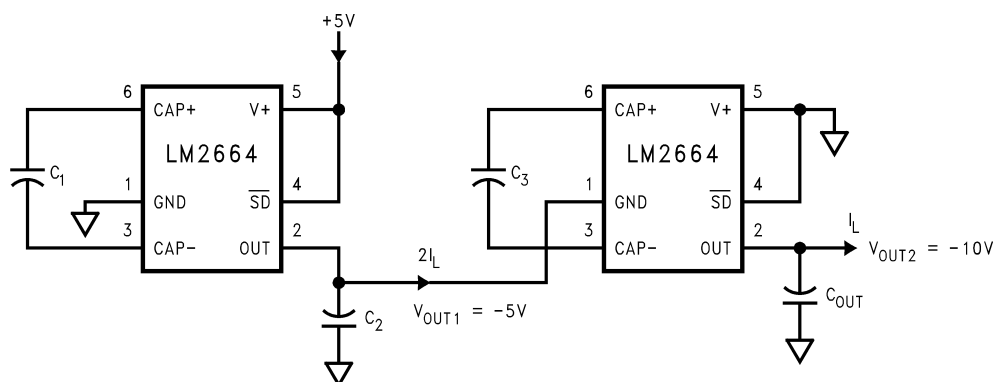 +5V
6
CAP+
V+
5
LM2664
C1
1
GND
SD
4
3
CAP-
OUT
2
2IL
VOUT1 = -5V
C2
6
CAP+
V+
5
LM2664
C3
1
GND
SD
4
3
CAP-
OUT
2
IL
VOUT2 = -10V
COUT